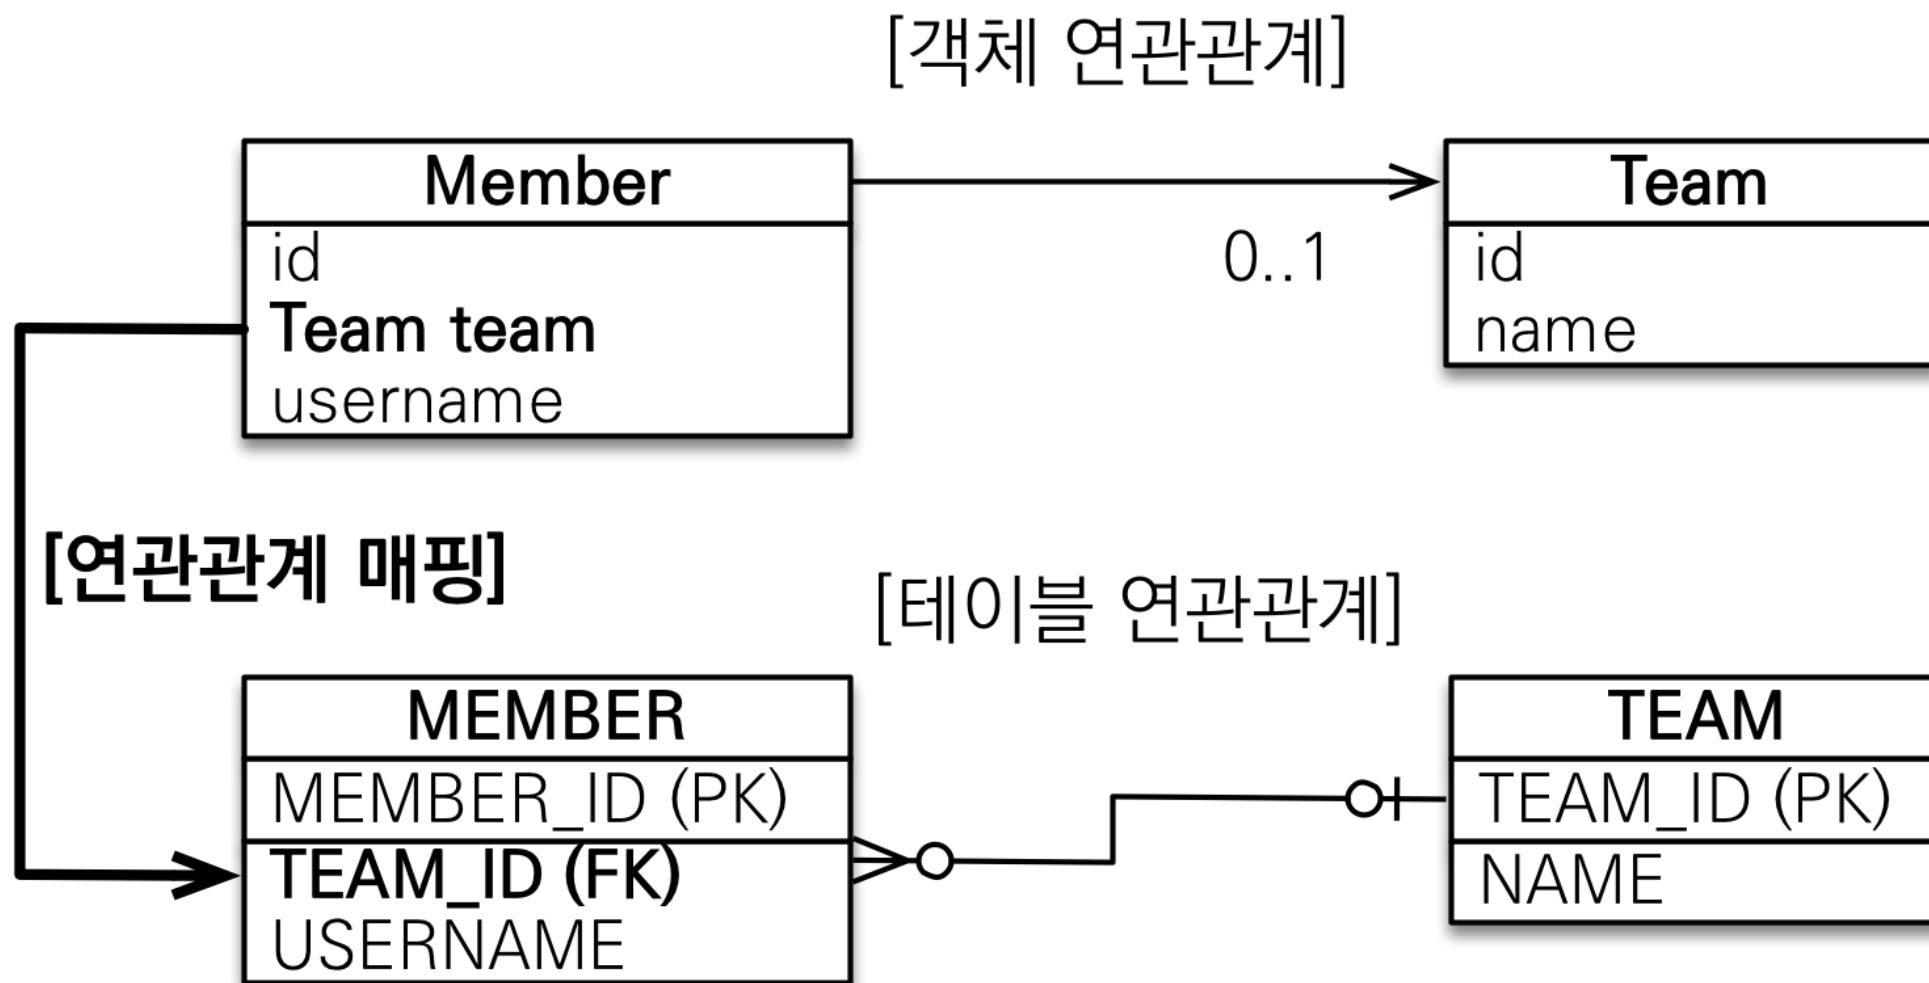 [객체 연관관계]
Member
id
Team team
username
0..1
Team
id
name
[연관관계 매핑]
[테이블 연관관계]
MEMBER
MEMBER_ID (PK)
TEAM_ID (FK)
USERNAME
TEAM
TEAM_ID (PK)
NAME